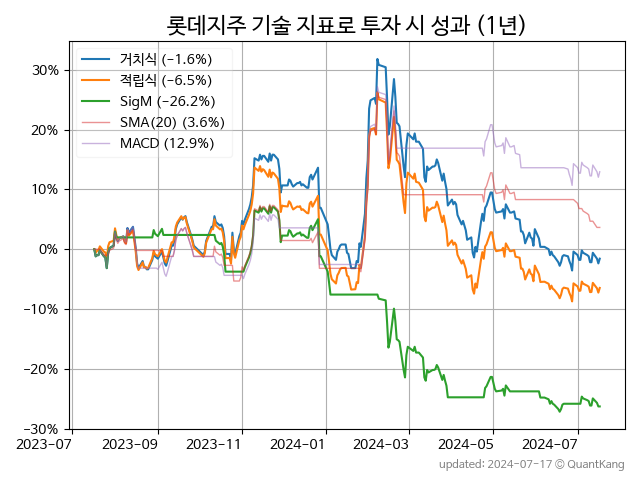 롯데지주 기술 지표로 투자 시 성과 (1년)
거치식 (−1.6%)
적립식 (−6.5%)
SigM (−26.2%)
SMA(20) (3.6%)
MACD (12.9%)
30%
20%
10%
0%
−10%
−20%
−30%
2023-07 2023-09 2023-11 2024-01 2024-03 2024-05 2024-07
updated: 2024-07-17 © QuantKang